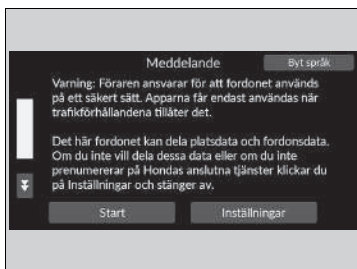 Meddelande
Byt språk
Varning: Föraren ansvarar för att fordonet används
på ett säkert sätt. Apparna får endast användas när
trafikförhållandena tillåter det.
Det här fordonet kan dela platsdata och fordonsdata.
Om du inte vill dela dessa data eller om du inte
prenumererar på Hondas anslutna tjänster klickar du
på Inställningar och stänger av.
Start
Inställningar